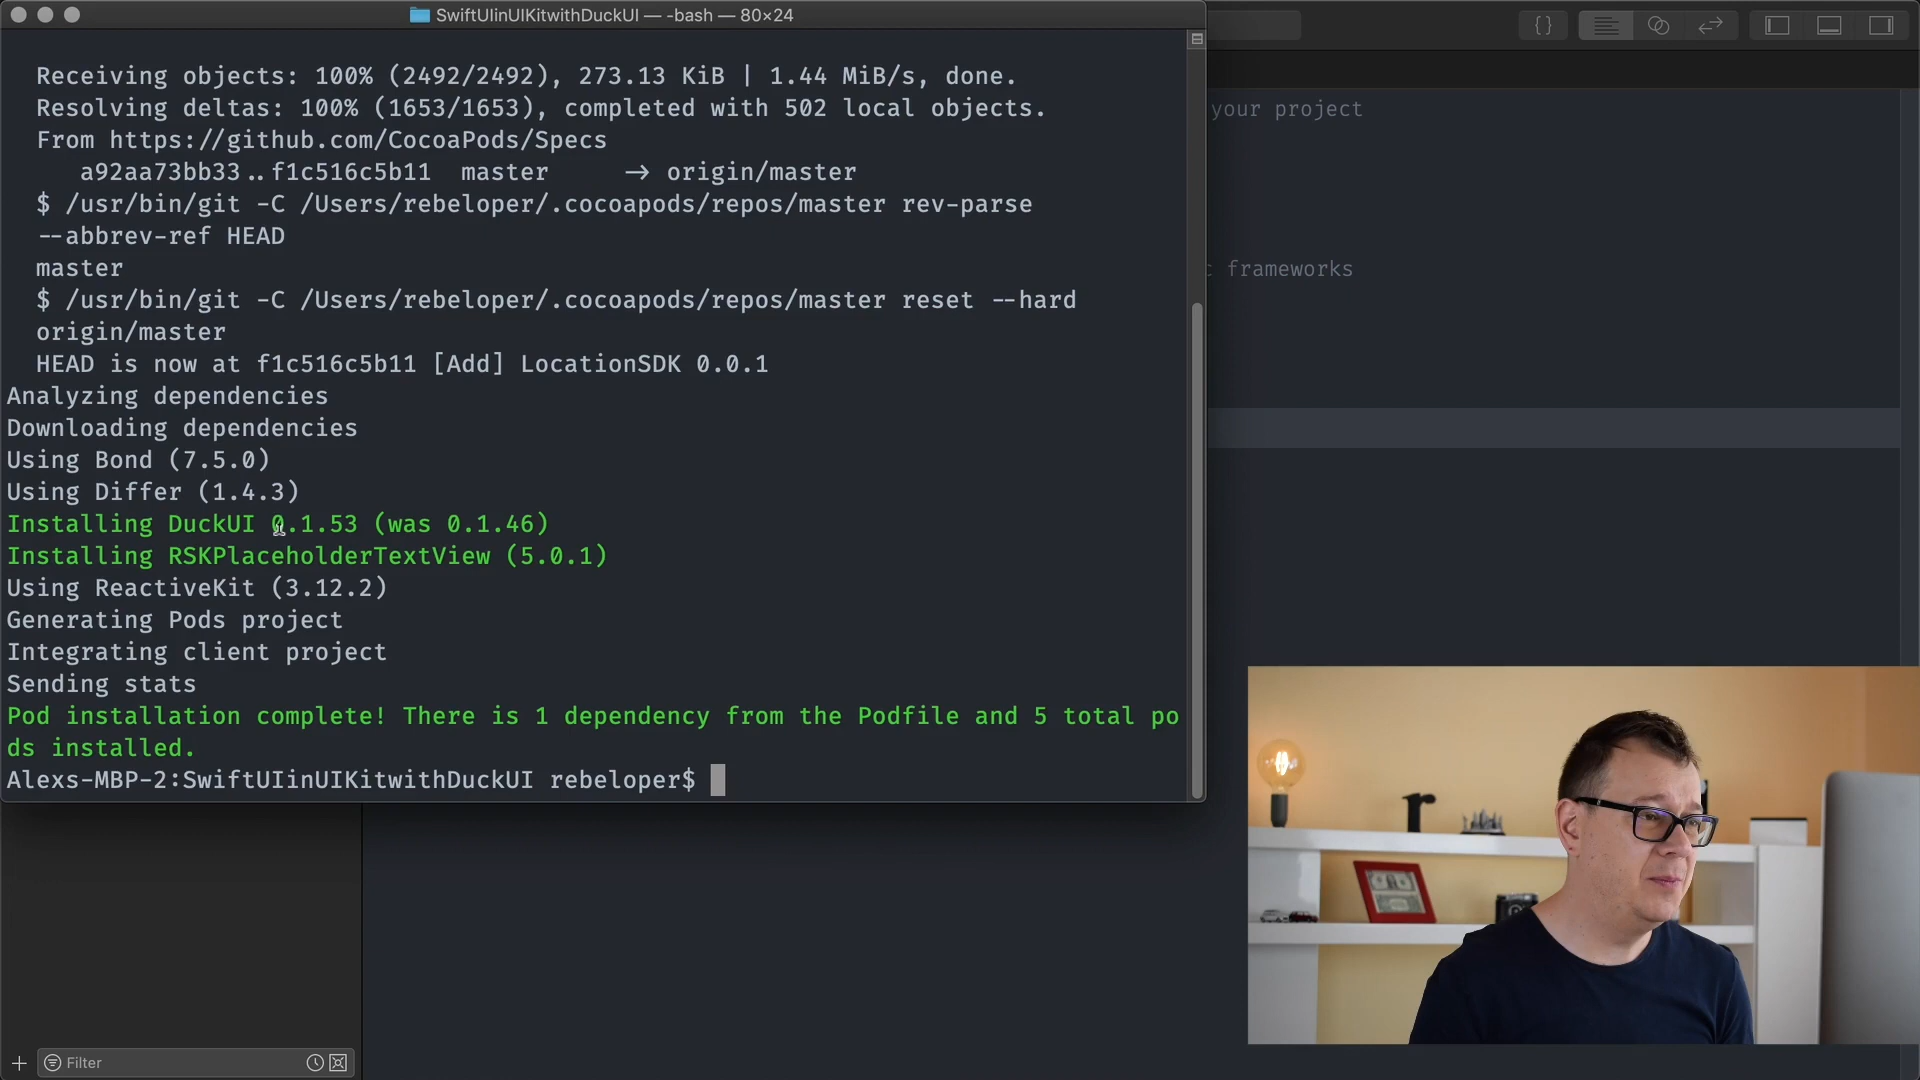 SwiftUIinUIKitwithDuckUI — -bash — 80×24
Receiving objects: 100% (2492/2492), 273.13 KiB | 1.44 MiB/s, done.
Resolving deltas: 100% (1653/1653), completed with 502 local objects.
From https://github.com/CocoaPods/Specs
a92aa73bb33..f1c516c5b11 master -> origin/master
$ /usr/bin/git -C /Users/rebeloper/.cocoapods/repos/master rev-parse
--abbrev-ref HEAD
master
$ /usr/bin/git -C /Users/rebeloper/.cocoapods/repos/master reset --hard
origin/master
HEAD is now at f1c516c5b11 [Add] LocationSDK 0.0.1
Analyzing dependencies
Downloading dependencies
Using Bond (7.5.0)
Using Differ (1.4.3)
Installing DuckUI 0.1.53 (was 0.1.46)
Installing RSKPlaceholderTextView (5.0.1)
Using ReactiveKit (3.12.2)
Generating Pods project
Integrating client project
Sending stats
Pod installation complete! There is 1 dependency from the Podfile and 5 total po
ds installed.
Alexs-MBP-2:SwiftUIinUIKitwithDuckUI rebeloper$
your project
frameworks
Filter